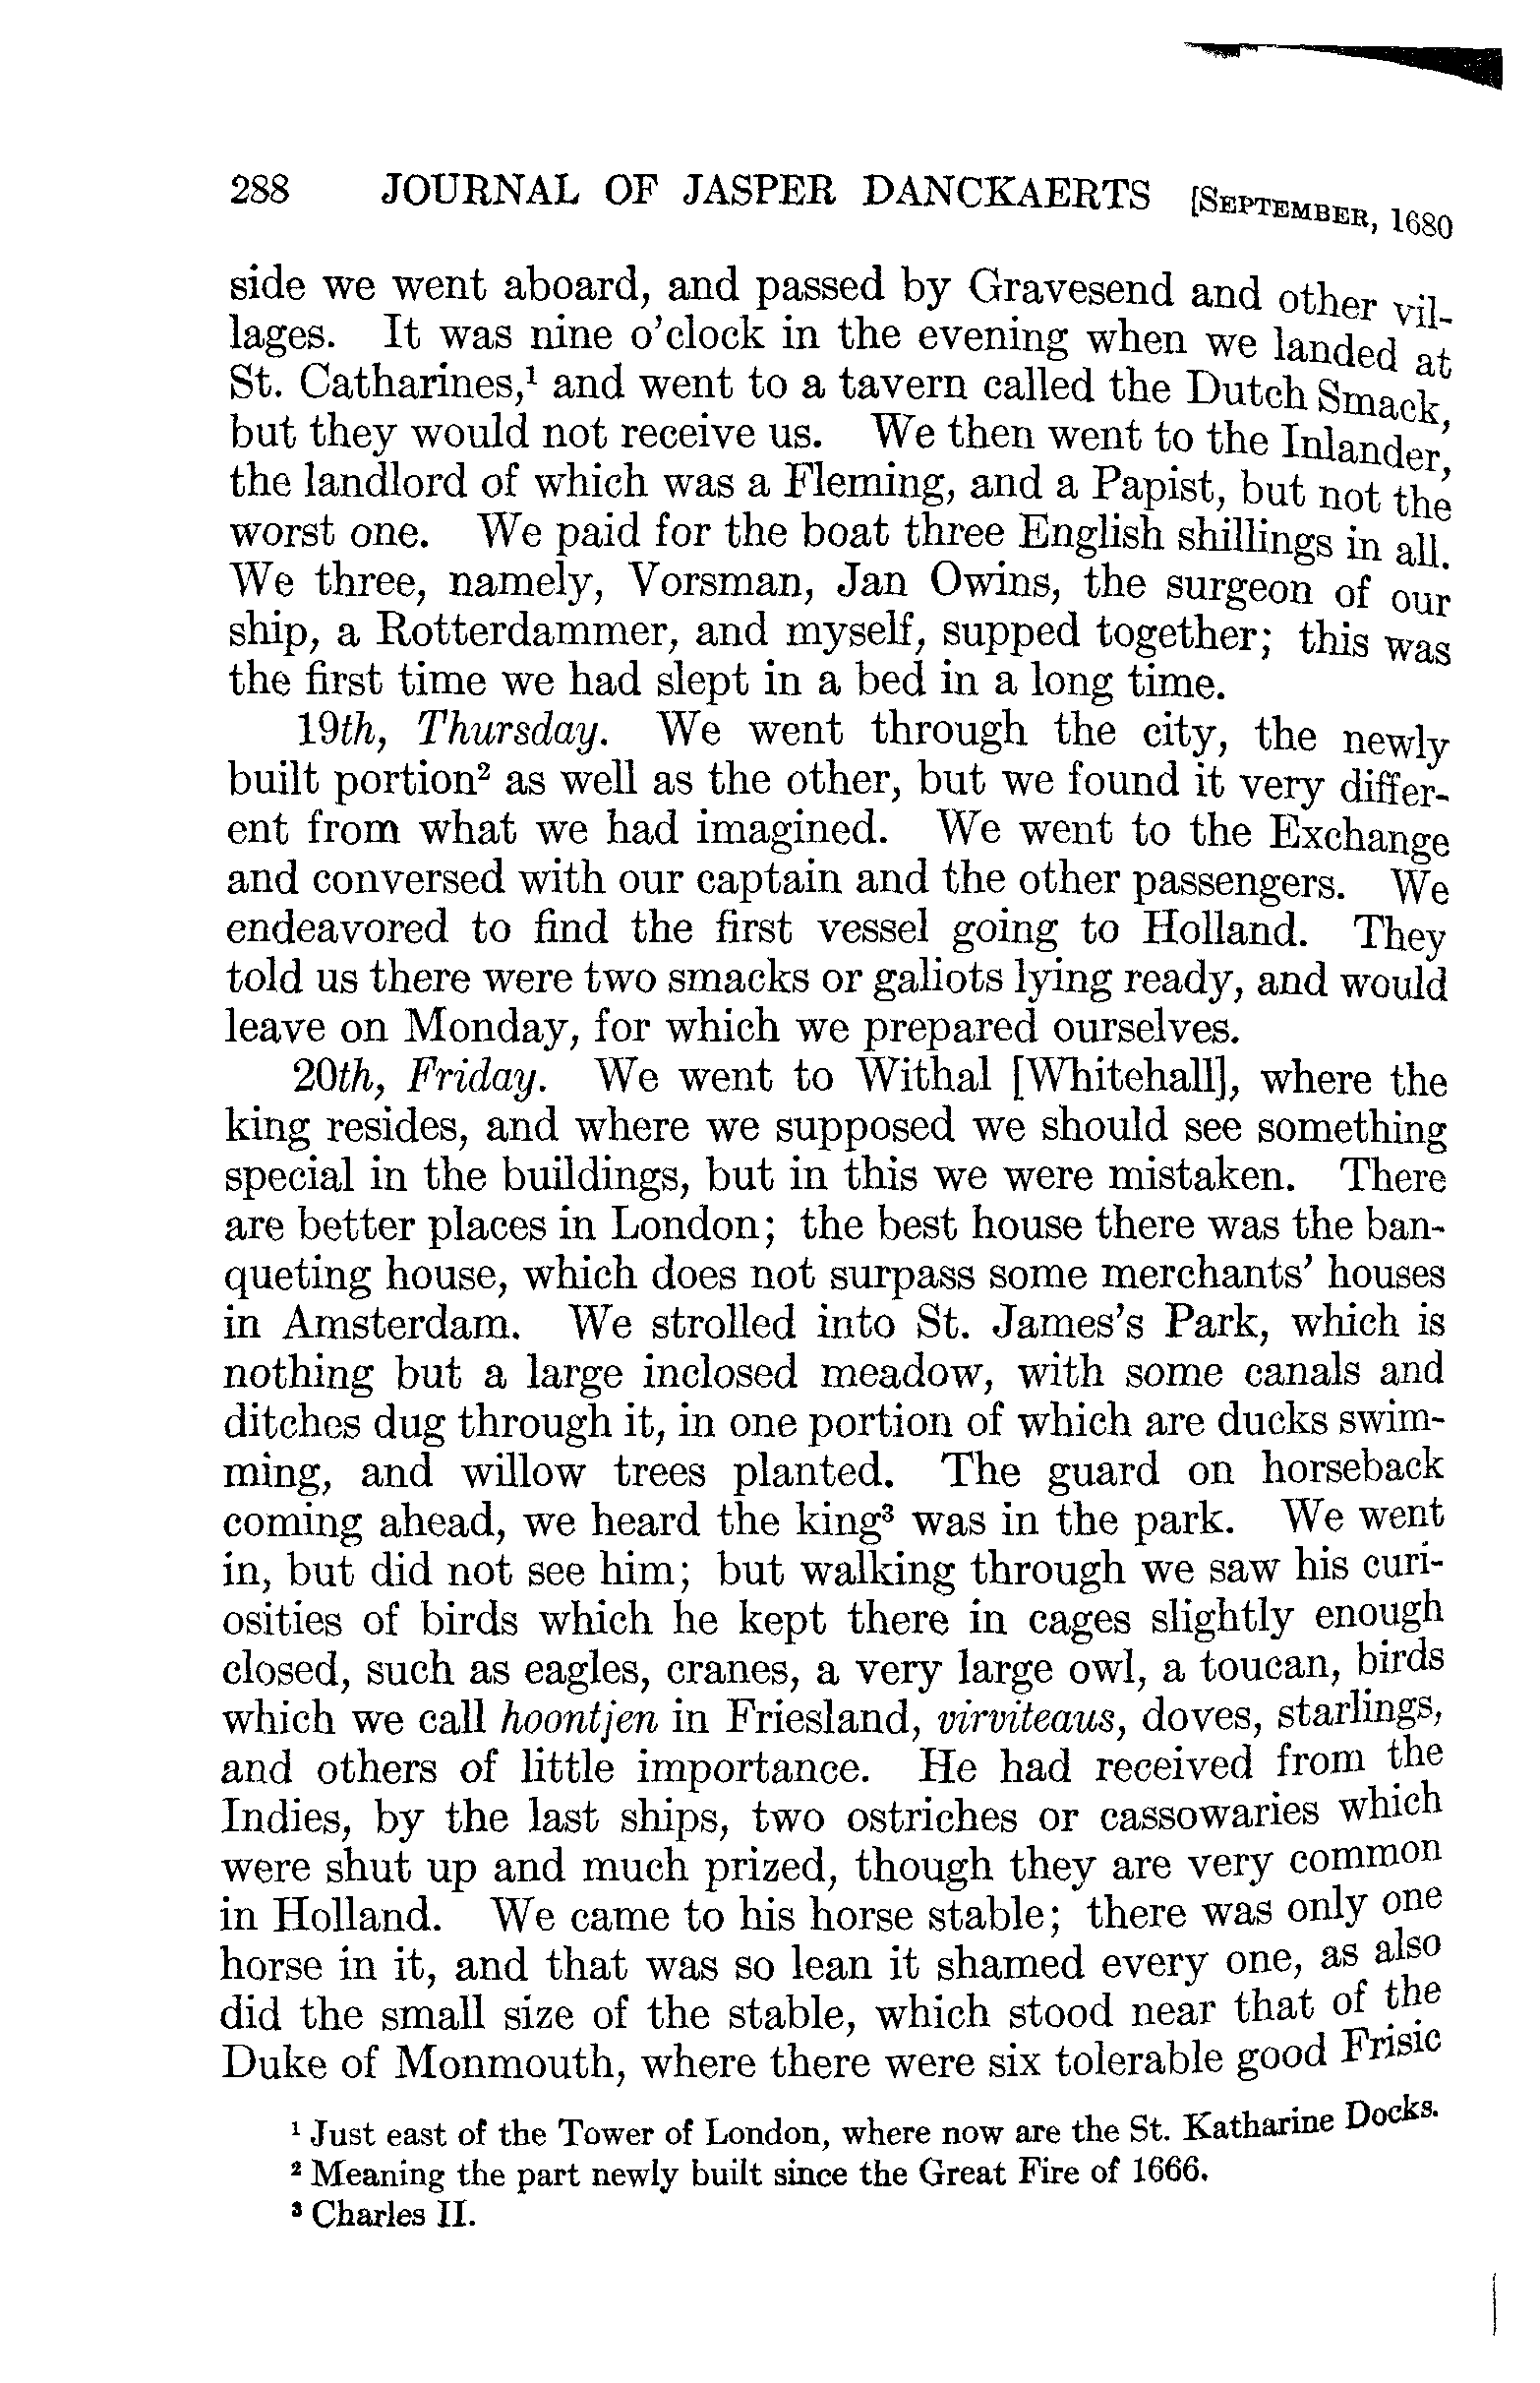 288 JOURNAL OF JASPER DANCKAERTS [SEPTEMBER, 1680
side we went aboard, and passed by Gravesend and other vil-
lages. It was nine o'clock in the evening when we landed at
St. Catharines,¹ and went to a tavern called the Dutch Smack,
but they would not receive us. We then went to the Inlander,
the landlord of which was a Fleming, and a Papist, but not the
worst one. We paid for the boat three English shillings in all.
We three, namely, Vorsman, Jan Owins, the surgeon of our
ship, a Rotterdammer, and myself, supped together; this was
the first time we had slept in a bed in a long time.
19th, Thursday. We went through the city, the newly
built portion² as well as the other, but we found it very differ-
ent from what we had imagined. We went to the Exchange
and conversed with our captain and the other passengers. We
endeavored to find the first vessel going to Holland. They
told us there were two smacks or galiots lying ready, and would
leave on Monday, for which we prepared ourselves.
20th, Friday. We went to Withal [Whitehall], where the
king resides, and where we supposed we should see something
special in the buildings, but in this we were mistaken. There
are better places in London; the best house there was the ban-
queting house, which does not surpass some merchants' houses
in Amsterdam. We strolled into St. James's Park, which is
nothing but a large inclosed meadow, with some canals and
ditches dug through it, in one portion of which are ducks swim-
ming, and willow trees planted. The guard on horseback
coming ahead, we heard the king³ was in the park. We went
in, but did not see him; but walking through we saw his curi-
osities of birds which he kept there in cages slightly enough
closed, such as eagles, cranes, a very large owl, a toucan, birds
which we call hoontjen in Friesland, virviteaus, doves, starlings,
and others of little importance. He had received from the
Indies, by the last ships, two ostriches or cassowaries which
were shut up and much prized, though they are very common
in Holland. We came to his horse stable; there was only one
horse in it, and that was so lean it shamed every one, as also
did the small size of the stable, which stood near that of the
Duke of Monmouth, where there were six tolerable good Frisic
¹ Just east of the Tower of London, where now are the St. Katharine Docks.
² Meaning the part newly built since the Great Fire of 1666.
³ Charles II.